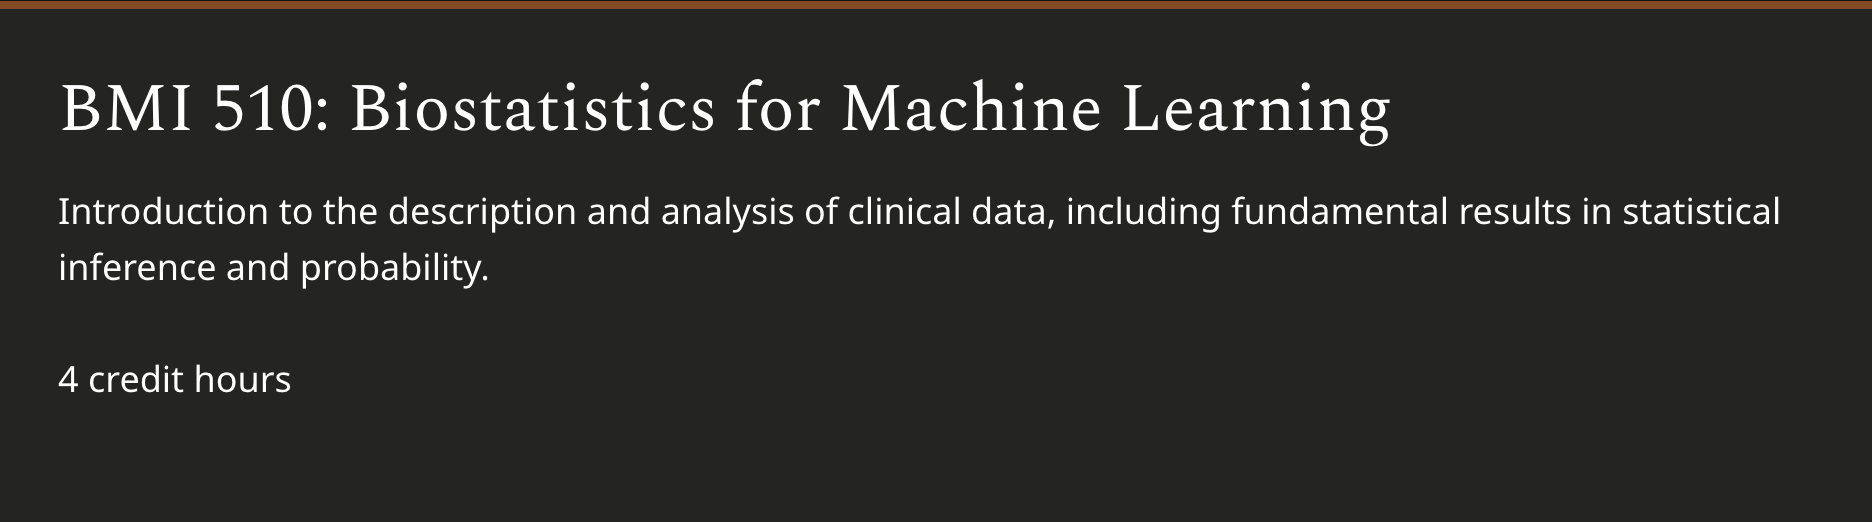 BMI 510: Biostatistics for Machine Learning
Introduction to the description and analysis of clinical data, including fundamental results in statistical
inference and probability.
4 credit hours